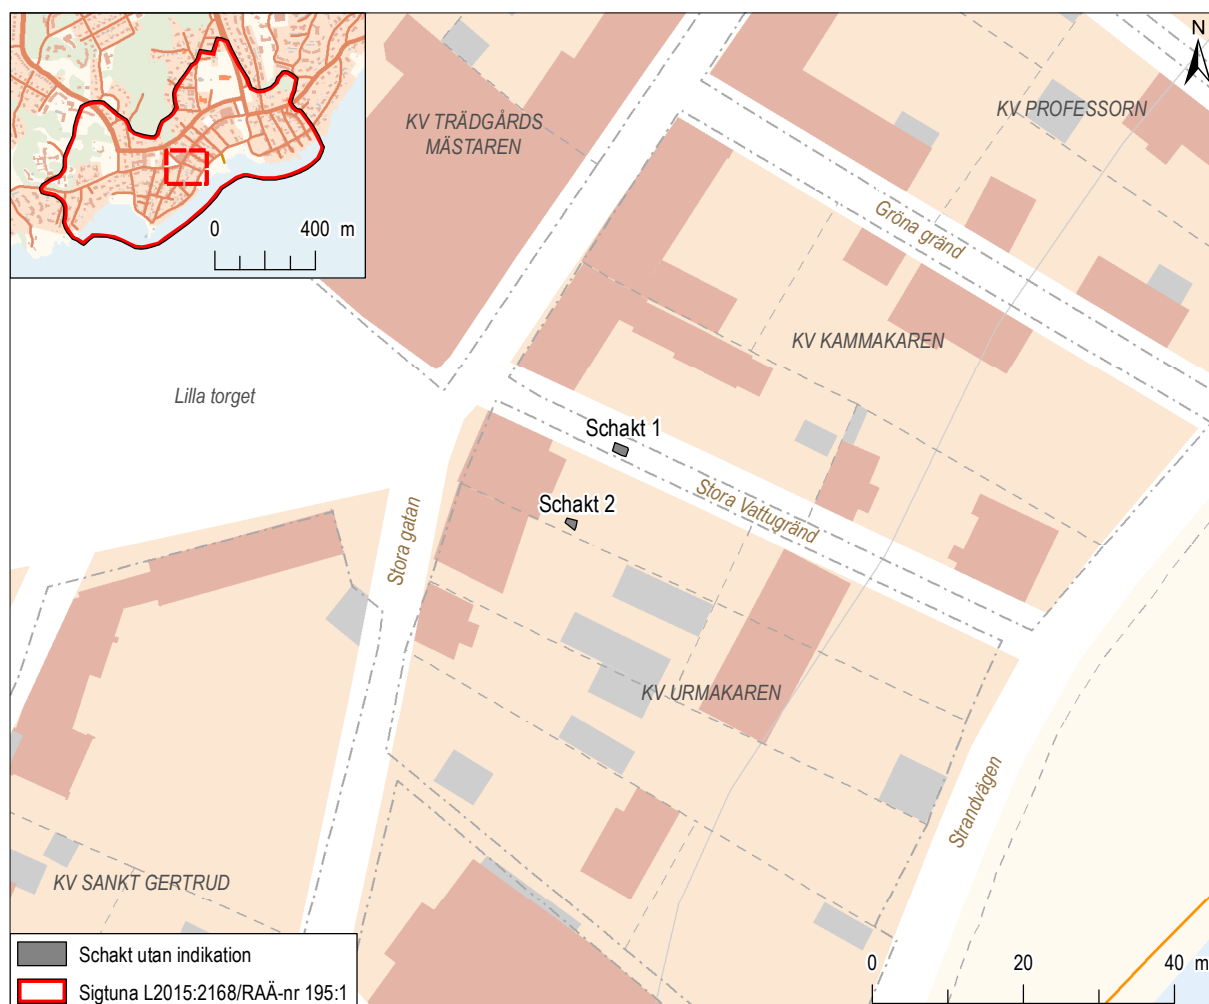 N
0 400 m
KV TRÄDGÅRDS
MÄSTAREN
KV PROFESSORN
Gröna gränd
KV KAMMAKAREN
Lilla torget
Schakt 1
Stora Vattugränd
Schakt 2
Stora gatan
KV URMAKAREN
Strandvägen
KV SANKT GERTRUD
Schakt utan indikation
Sigtuna L2015:2168/RAÄ-nr 195:1
0 20 40 m